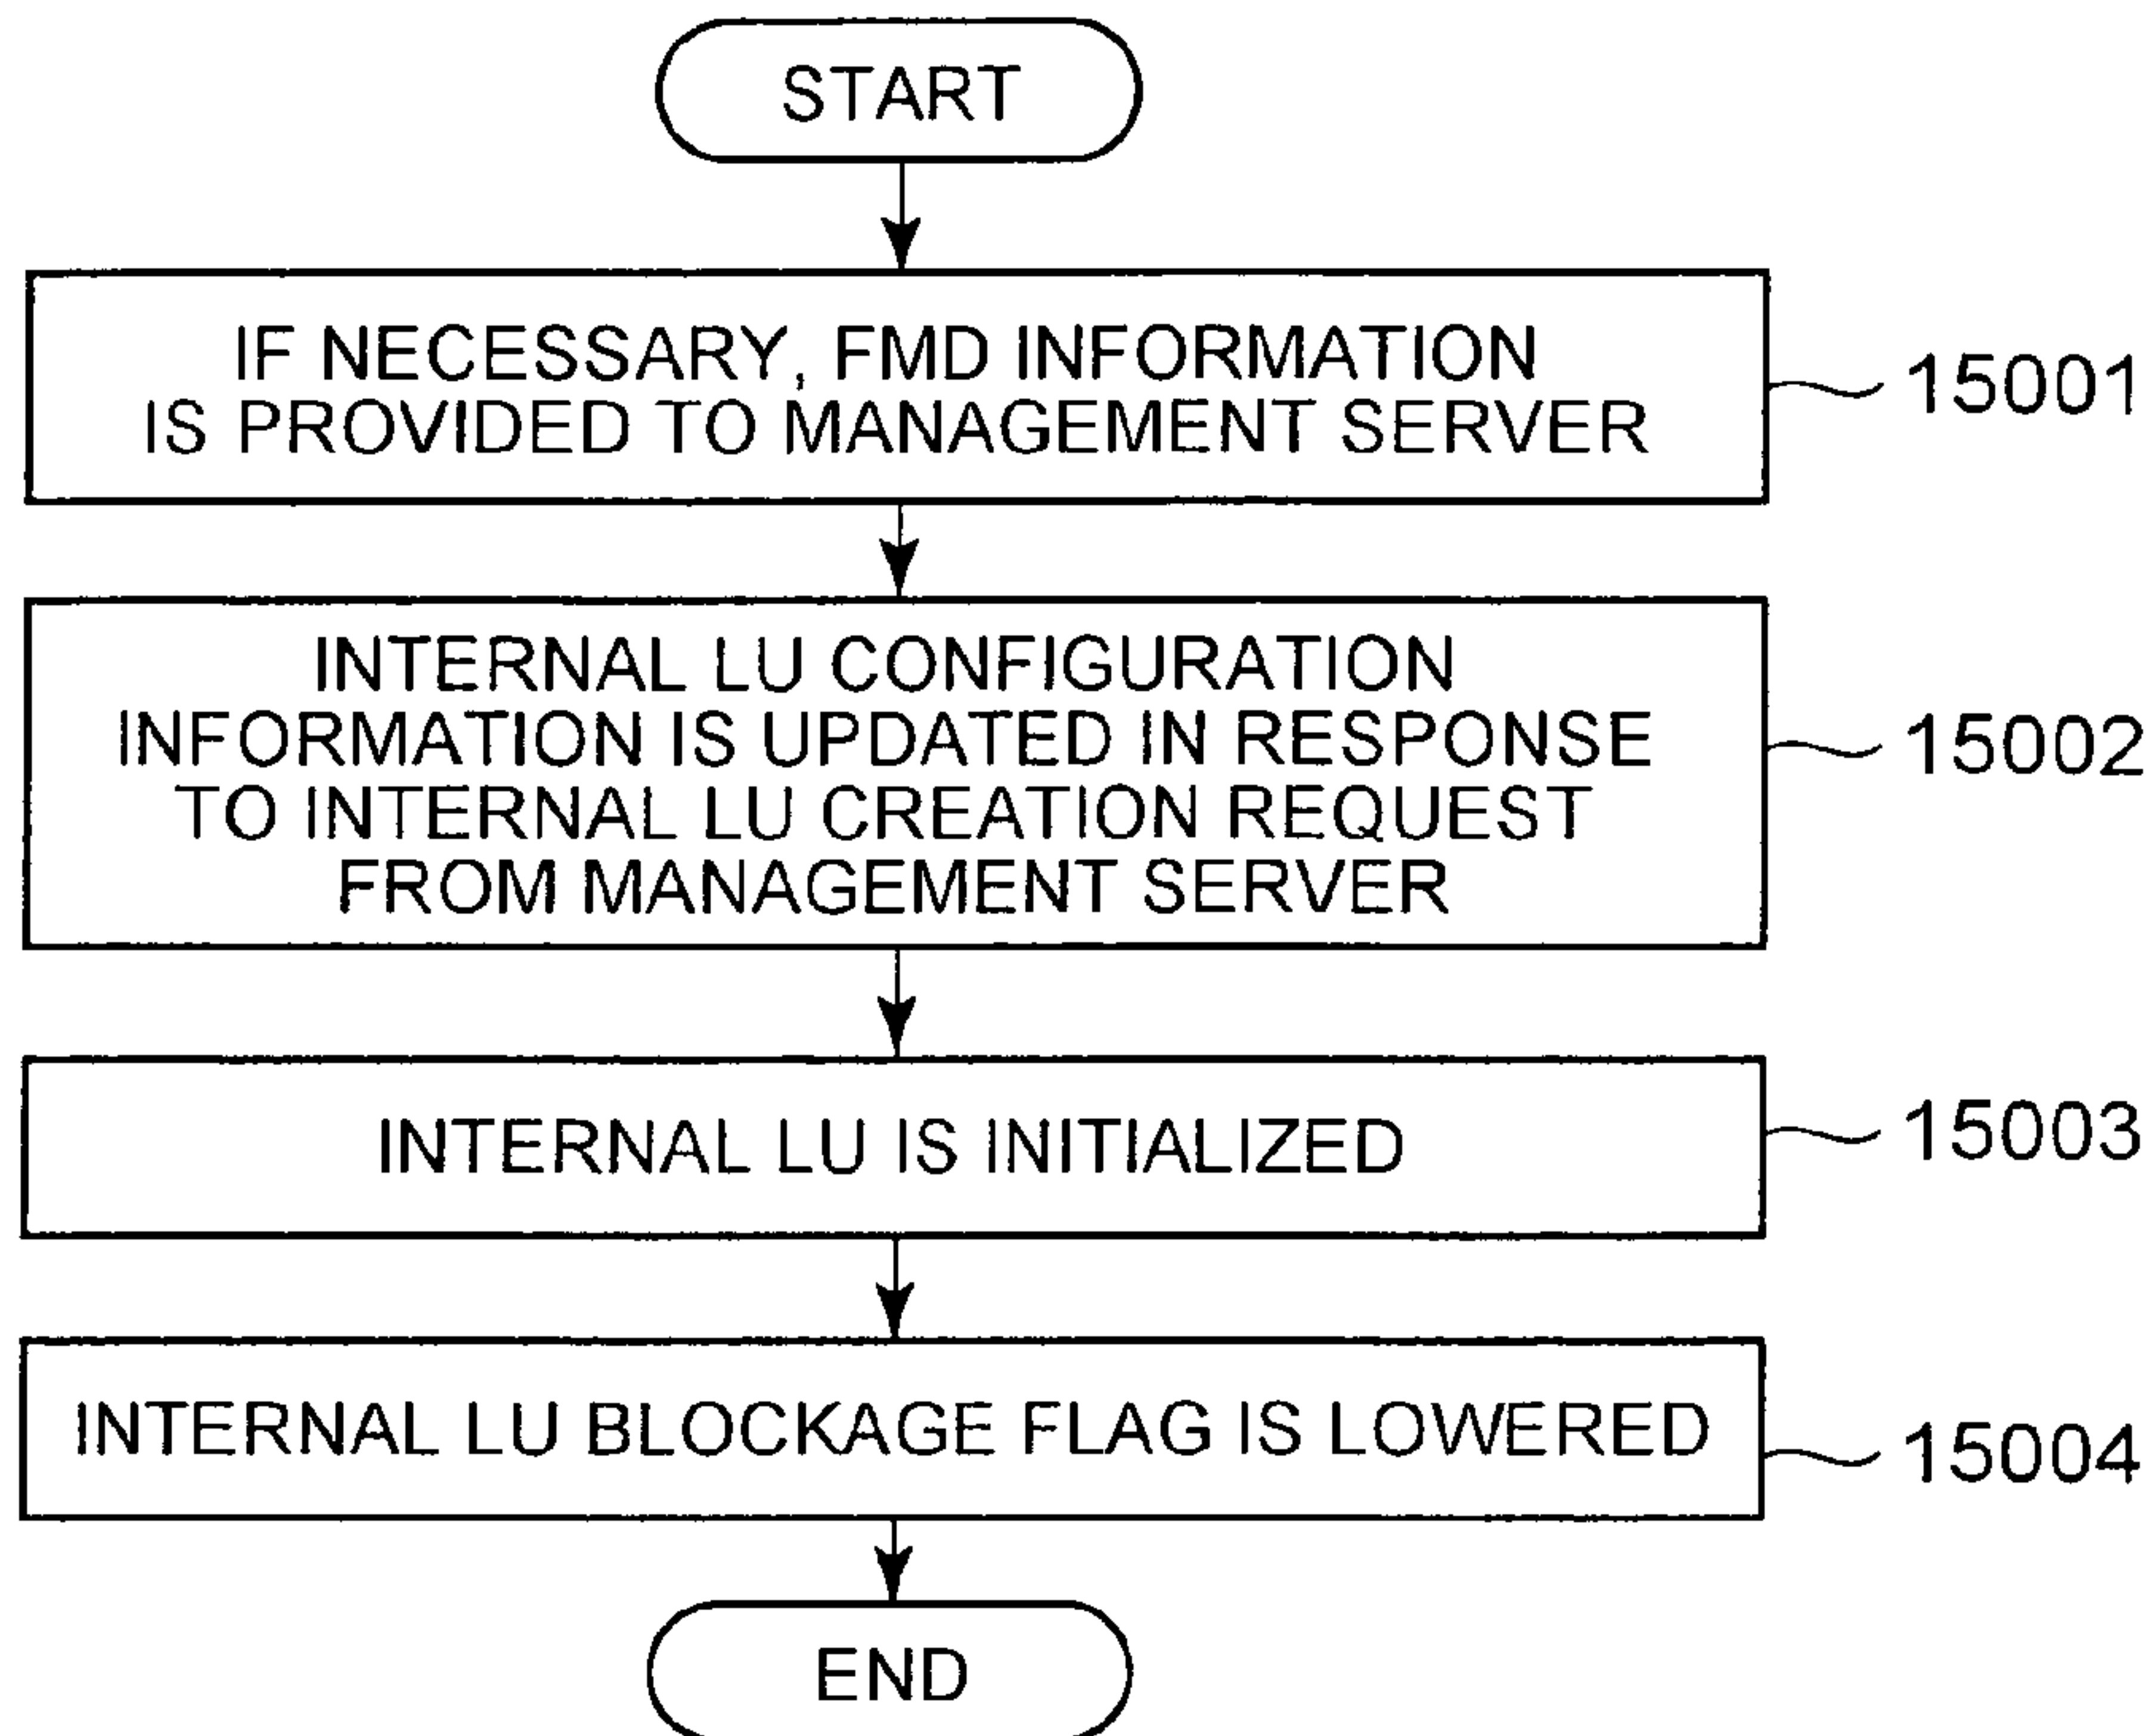 START
IF NECESSARY, FMD INFORMATION
IS PROVIDED TO MANAGEMENT SERVER
15001
INTERNAL LU CONFIGURATION
INFORMATION IS UPDATED IN RESPONSE
TO INTERNAL LU CREATION REQUEST
FROM MANAGEMENT SERVER
15002
INTERNAL LU IS INITIALIZED
15003
INTERNAL LU BLOCKAGE FLAG IS LOWERED
15004
END